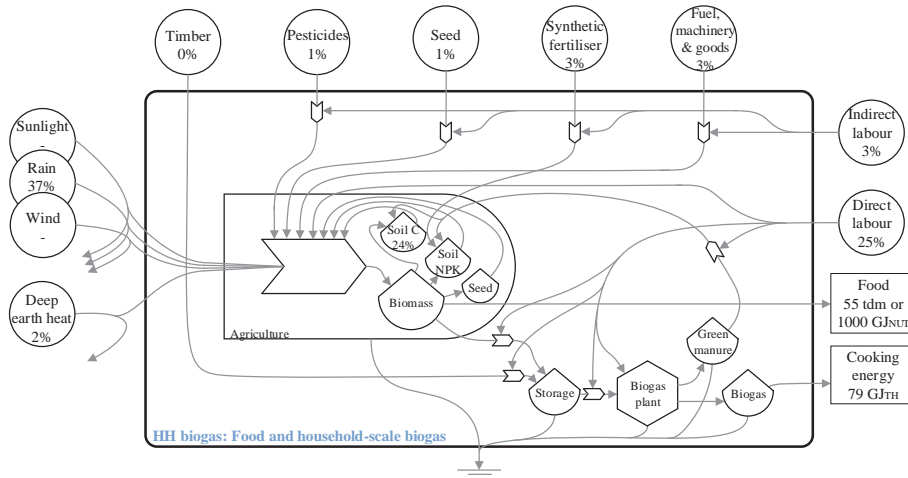 Timber
0%
Pesticides
1%
Seed
1%
Synthetic
fertiliser
3%
Fuel,
machinery
& goods
3%
Sunlight
-
Rain
37%
Wind
-
Deep
earth heat
2%
Indirect
labour
3%
Direct
labour
25%
Soil C
24%
Soil
NPK
Seed
Biomass
Agriculture
Food
55 tdm or
1000 GJNUT
Green
manure
Cooking
energy
79 GJTH
Storage
Biogas
plant
Biogas
HH biogas: Food and household-scale biogas